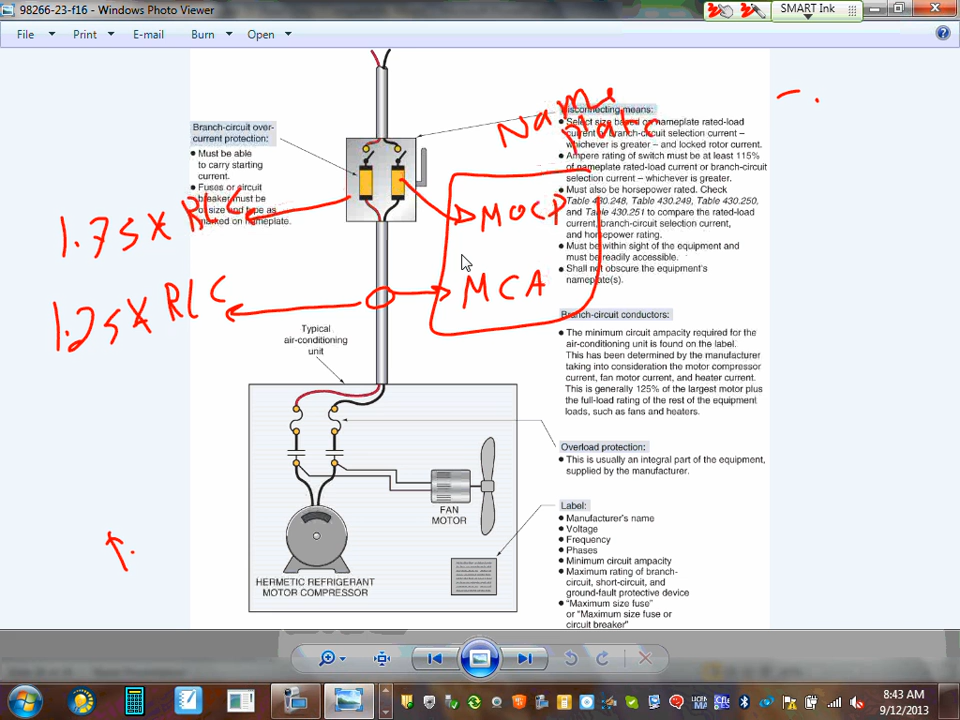 98266-23-f16 - Windows Photo Viewer
SMART Ink
File Print E-mail Burn Open
Branch-circuit over-
current protection:
Must be able
to carry starting
current.
Fuses or circuit
breaker must be
of size and type as
marked on nameplate.
Name
plate
Disconnecting means:
Select size based on nameplate rated-load
current or branch-circuit selection current –
whichever is greater – and locked rotor current.
Ampere rating of switch must be at least 115%
of nameplate rated-load current or branch-circuit
selection current – whichever is greater.
Must also be horsepower rated. Check
Table 430.248, Table 430.249, Table 430.250,
and Table 430.251 to compare the rated-load
current, branch-circuit selection current,
and horsepower rating.
Must be within sight of the equipment and
must be readily accessible.
Shall not obscure the equipment's
nameplate(s).
1.75 X RLC
MOCP
1.25 X RLC
MCA
Typical
air-conditioning
unit
Branch-circuit conductors:
The minimum circuit ampacity required for the
air-conditioning unit is found on the label.
This has been determined by the manufacturer
taking into consideration the motor compressor
current, fan motor current, and heater current.
This is generally 125% of the largest motor plus
the full-load rating of the rest of the equipment
loads, such as fans and heaters.
Overload protection:
This is usually an integral part of the equipment,
supplied by the manufacturer.
FAN
MOTOR
HERMETIC REFRIGERANT
MOTOR COMPRESSOR
Label:
Manufacturer's name
Voltage
Frequency
Phases
Minimum circuit ampacity
Maximum rating of branch-
circuit, short-circuit, and
ground-fault protective device
"Maximum size fuse"
or "Maximum size fuse or
circuit breaker"
8:43 AM
9/12/2013